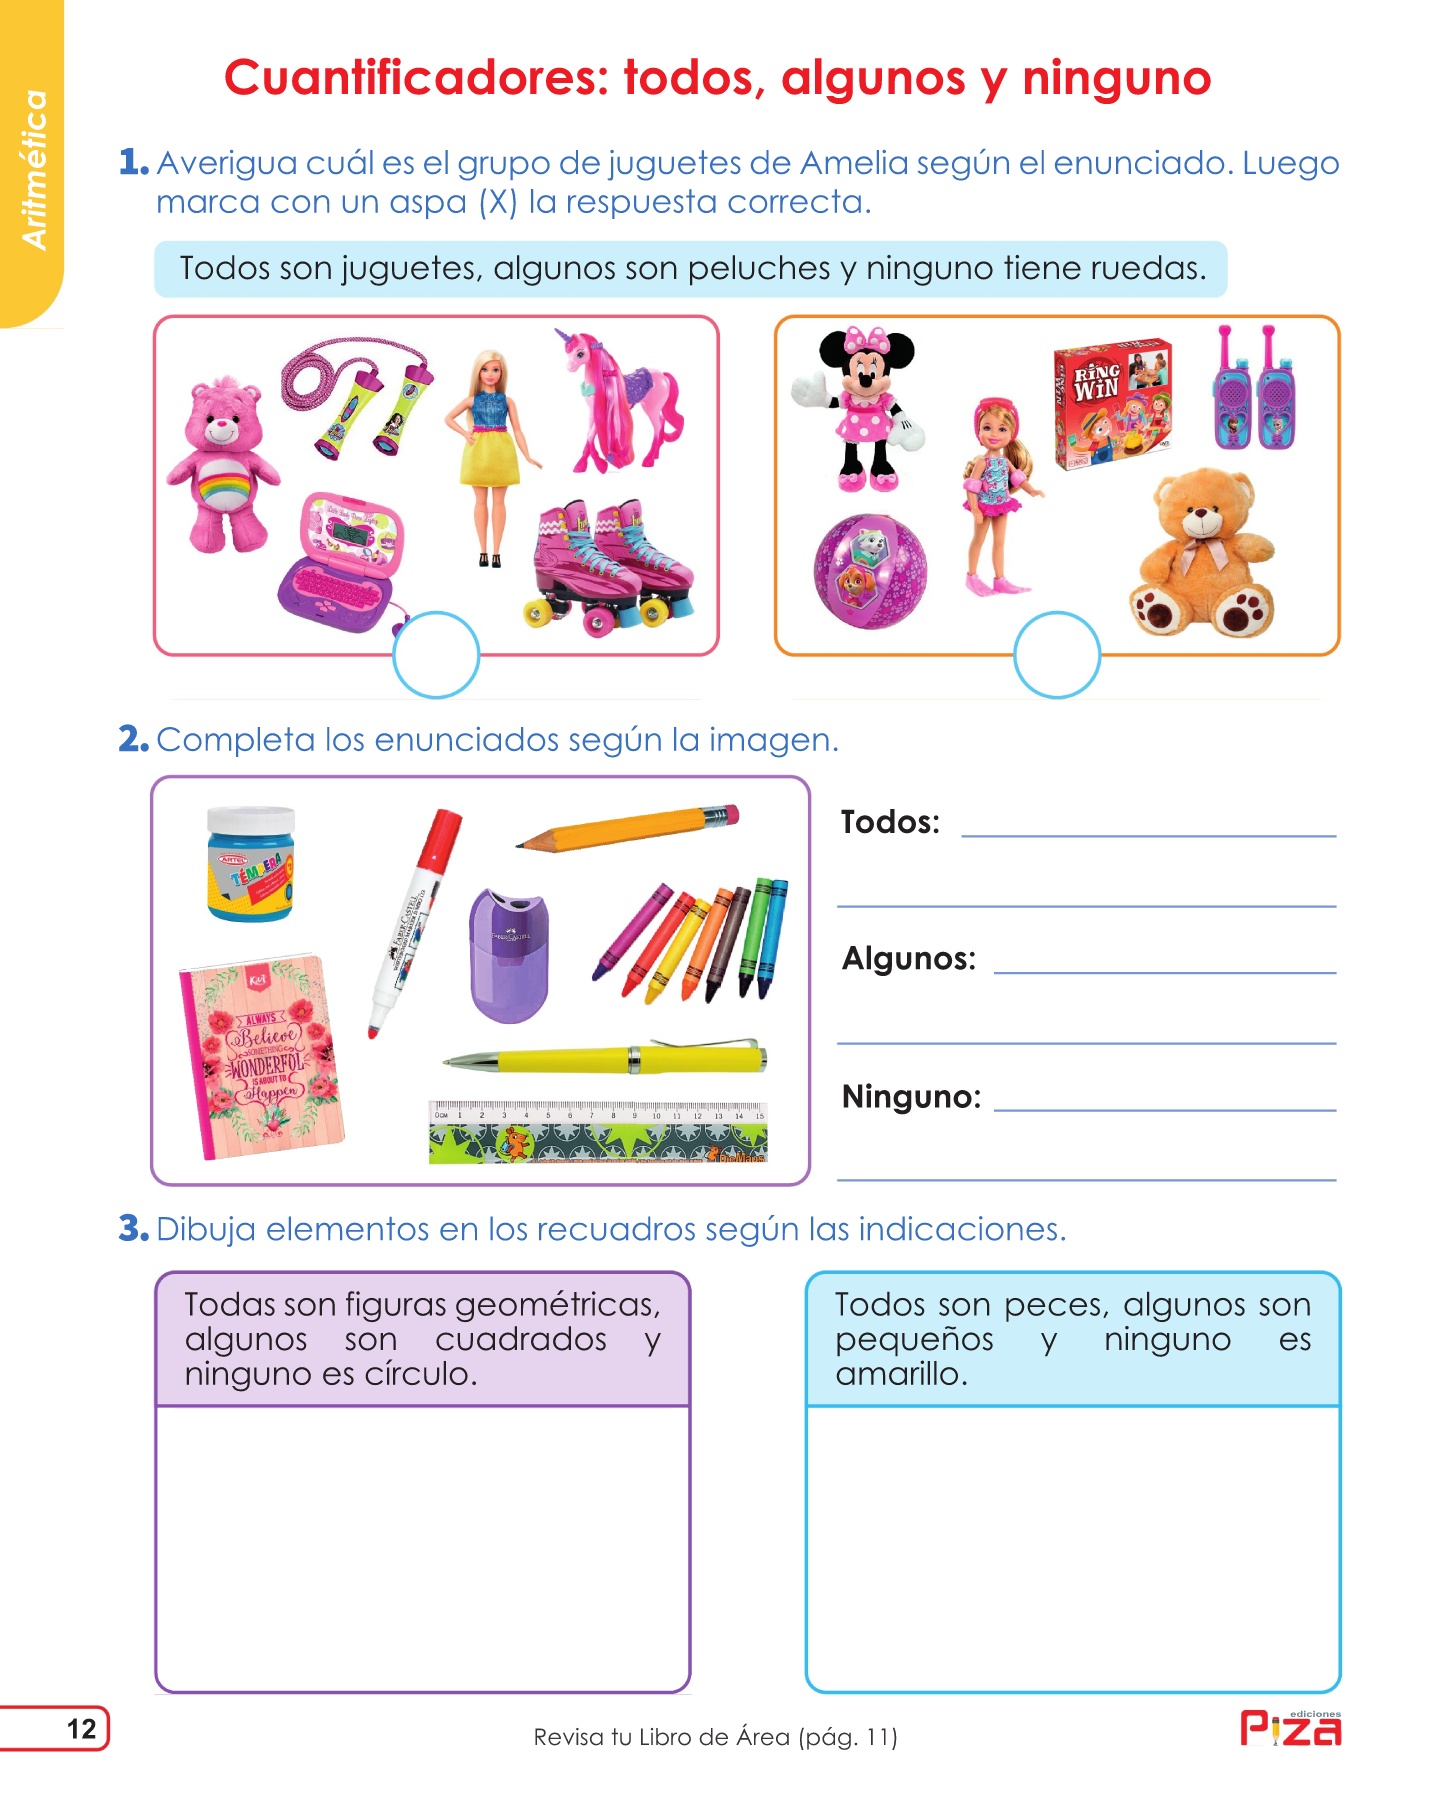 Aritmética
Cuantificadores: todos, algunos y ninguno
1. Averigua cuál es el grupo de juguetes de Amelia según el enunciado. Luego
marca con un aspa (X) la respuesta correcta.
Todos son juguetes, algunos son peluches y ninguno tiene ruedas.
RING
WIN
2. Completa los enunciados según la imagen.
ARTEL
TÉMPERA
FABER-CASTELL
FABER-CASTELL
Kivi
ALWAYS
Believe
SOMETHING
WONDERFUL
IS ABOUT TO
Happen
0CM 1 2 3 4 5 6 7 8 9 10 11 12 13 14 15
Todos:
Algunos:
Ninguno:
3. Dibuja elementos en los recuadros según las indicaciones.
Todas son figuras geométricas,
algunos son cuadrados y
ninguno es círculo.
Todos son peces, algunos son
pequeños y ninguno es
amarillo.
12
Revisa tu Libro de Área (pág. 11)
ediciones
Piza